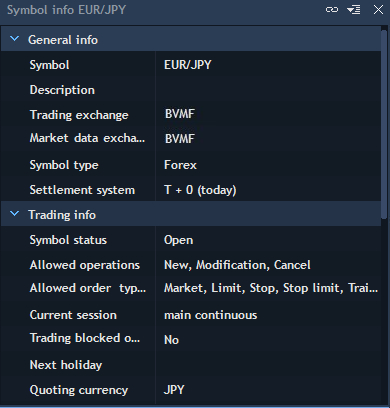 Symbol info EUR/JPY
General info
Symbol EUR/JPY
Description
Trading exchange BVMF
Market data excha... BVMF
Symbol type Forex
Settlement system T + 0 (today)
Trading info
Symbol status Open
Allowed operations New, Modification, Cancel
Allowed order typ... Market, Limit, Stop, Stop limit, Trai...
Current session main continuous
Trading blocked o... No
Next holiday
Quoting currency JPY